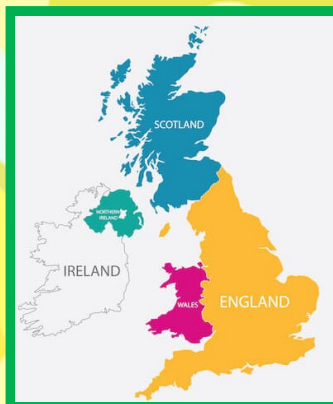 SCOTLAND
NORTHERN
IRELAND
IRELAND
WALES
ENGLAND